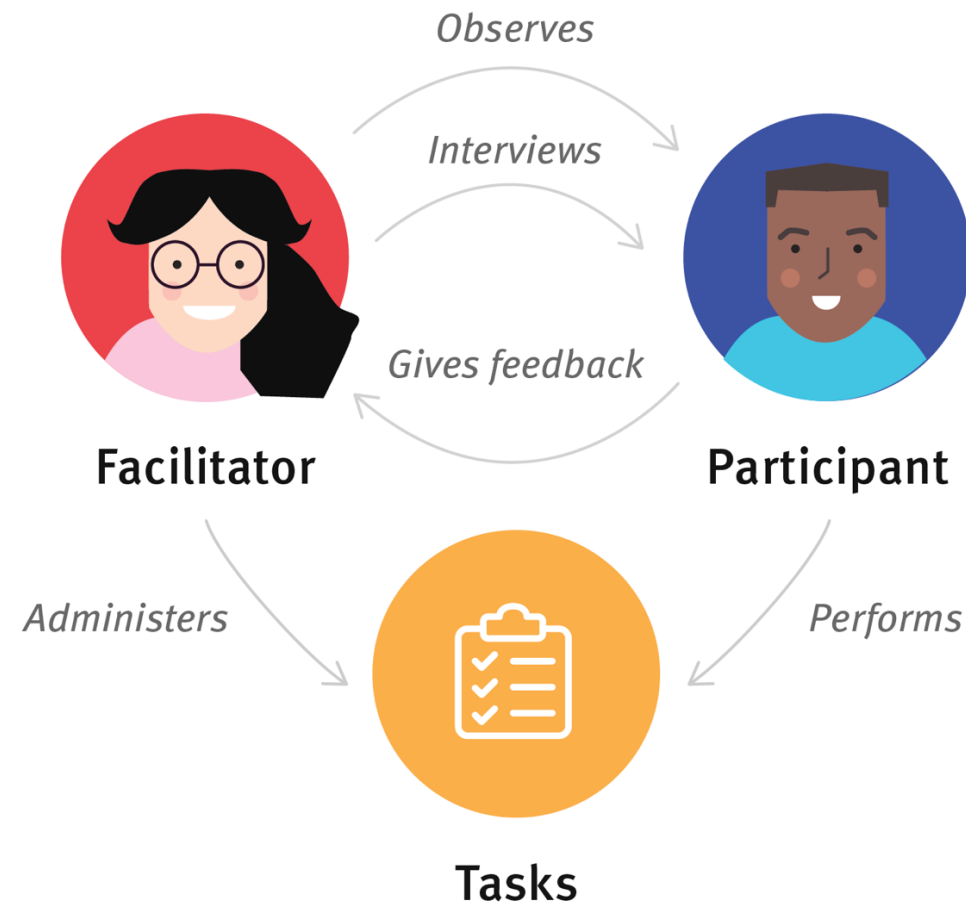 Observes
Interviews
Gives feedback
Facilitator
Participant
Administers
Performs
Tasks